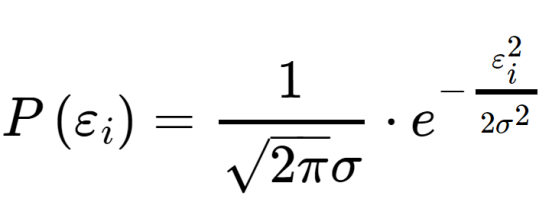 P(εᵢ) = 1/(√(2π)σ) · e^(−εᵢ²/(2σ²))